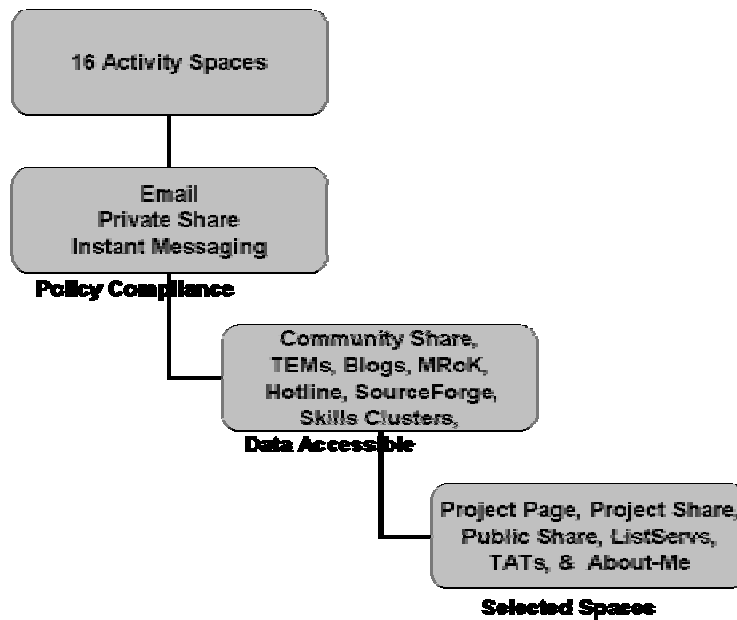 16 Activity Spaces
Email
Private Share
Instant Messaging
Policy Compliance
Community Share,
TEMs, Blogs, MRoK,
Hotline, SourceForge,
Skills Clusters,
Data Accessible
Project Page, Project Share,
Public Share, ListServs,
TATs, & About-Me
Selected Spaces